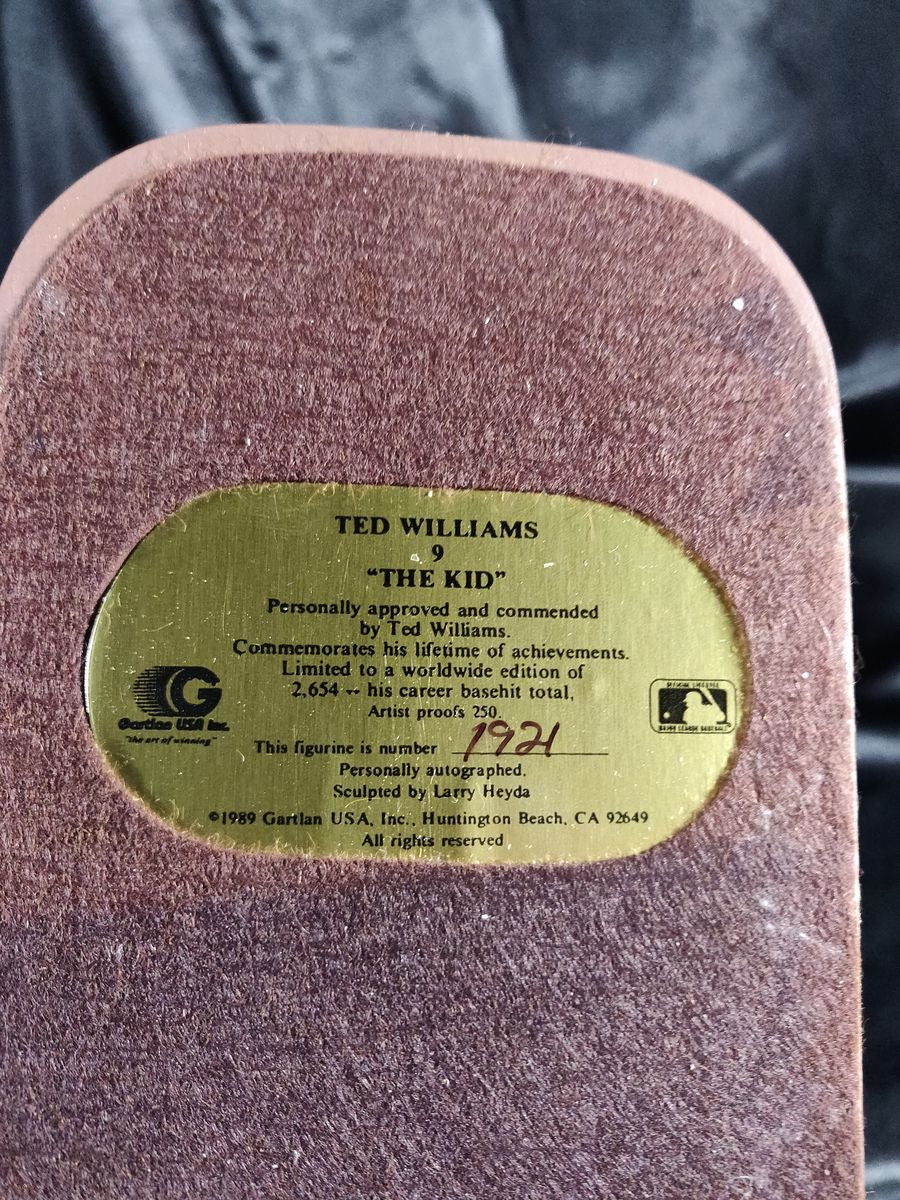 TED WILLIAMS
9
"THE KID"
Personally approved and commended
by Ted Williams.
Commemorates his lifetime of achievements.
Limited to a worldwide edition of
2,654 -- his career basehit total,
Artist proofs 250.
This figurine is number 1921
Personally autographed.
Sculpted by Larry Heyda
©1989 Gartlan USA, Inc., Huntington Beach, CA 92649
All rights reserved
G
Gartlan USA Inc.
"the art of winning"
MAJOR LEAGUE BASEBALL